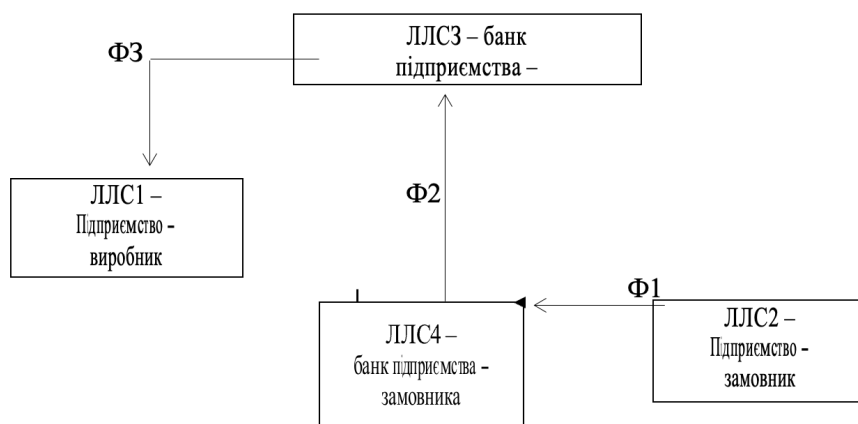 ЛЛС3 – банк
підприємства –
Ф3
ЛЛС1 –
Підприємство –
виробник
Ф2
Ф1
ЛЛС4 –
банк підприємства –
замовника
ЛЛС2 –
Підприємство–
замовник